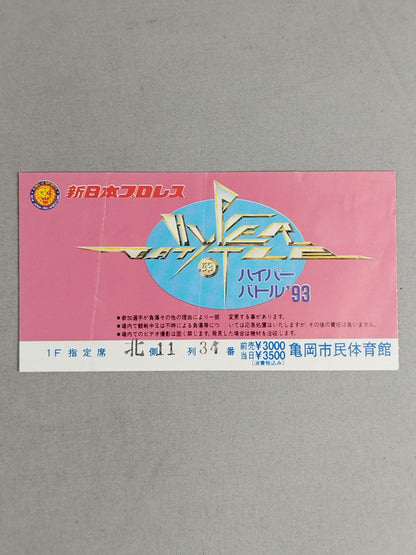 新日本プロレス
HYPER
BATTLE
93
ハイパー
バトル'93
●参加選手が負傷その他の理由により一部 変更する事があります。
●場内で観戦中又は不時による負傷等につ いては応急処置はいたしますが、その後の責任は負いません。
●場内でのビデオ撮影は固く禁します。発見した場合は機材を没収します。
1F 指定席 北 側 11 列 34 番 前売¥3000 当日¥3500 (消費税込み) 亀岡市民体育館